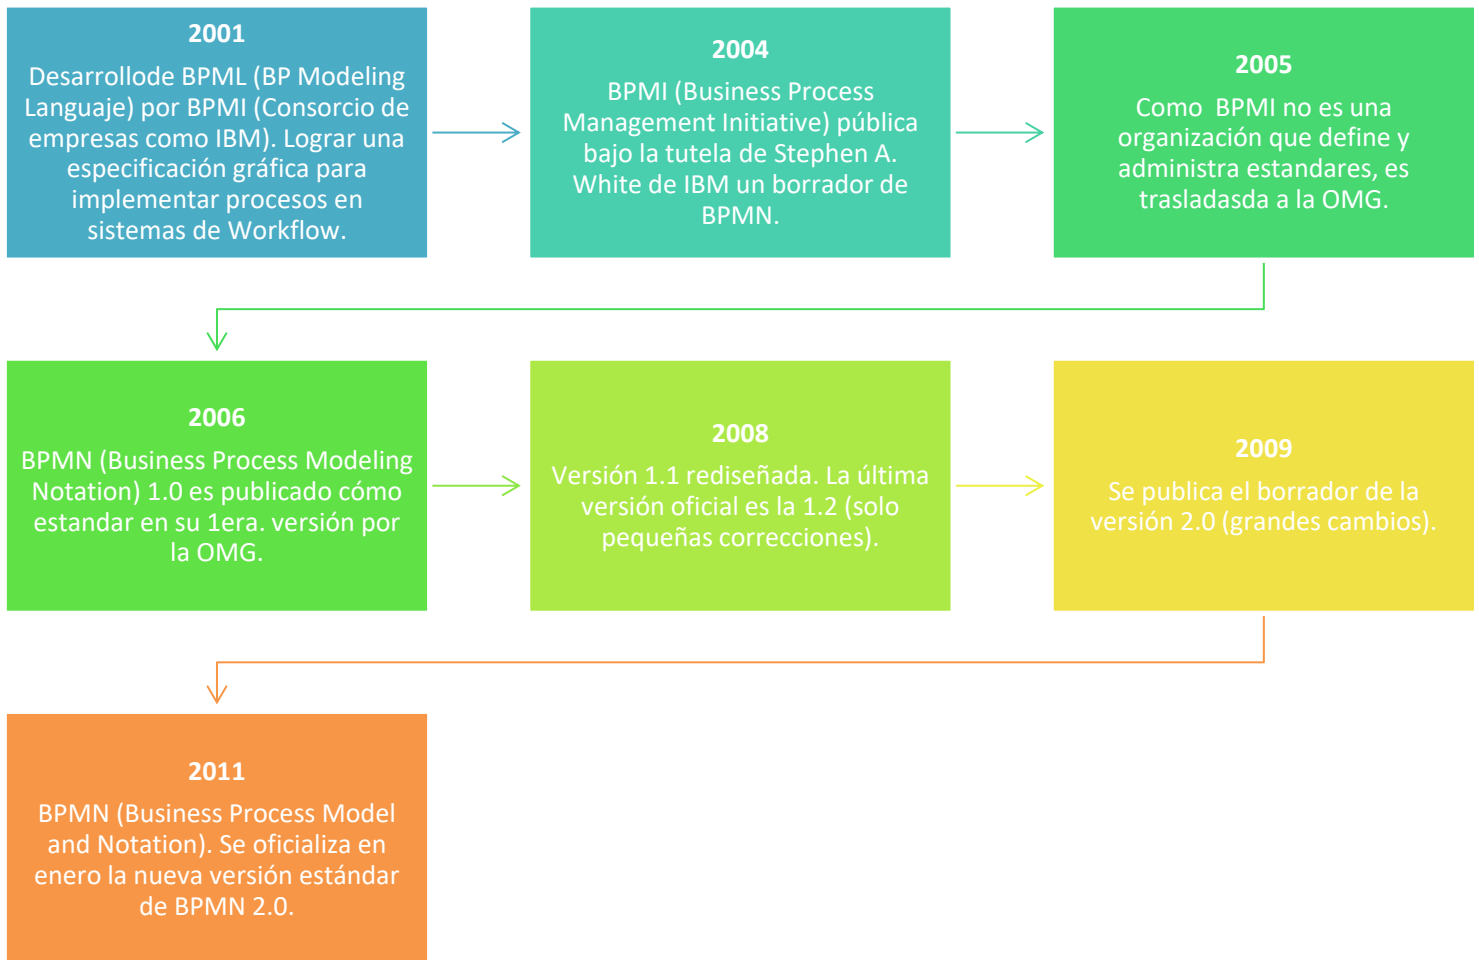 2001
Desarrollode BPML (BP Modeling
Languaje) por BPMI (Consorcio de
empresas como IBM). Lograr una
especificación gráfica para
implementar procesos en
sistemas de Workflow.
2004
BPMI (Business Process
Management Initiative) pública
bajo la tutela de Stephen A.
White de IBM un borrador de
BPMN.
2005
Como BPMI no es una
organización que define y
administra estandares, es
trasladasda a la OMG.
2006
BPMN (Business Process Modeling
Notation) 1.0 es publicado cómo
estandar en su 1era. versión por
la OMG.
2008
Versión 1.1 rediseñada. La última
versión oficial es la 1.2 (solo
pequeñas correcciones).
2009
Se publica el borrador de la
versión 2.0 (grandes cambios).
2011
BPMN (Business Process Model
and Notation). Se oficializa en
enero la nueva versión estándar
de BPMN 2.0.